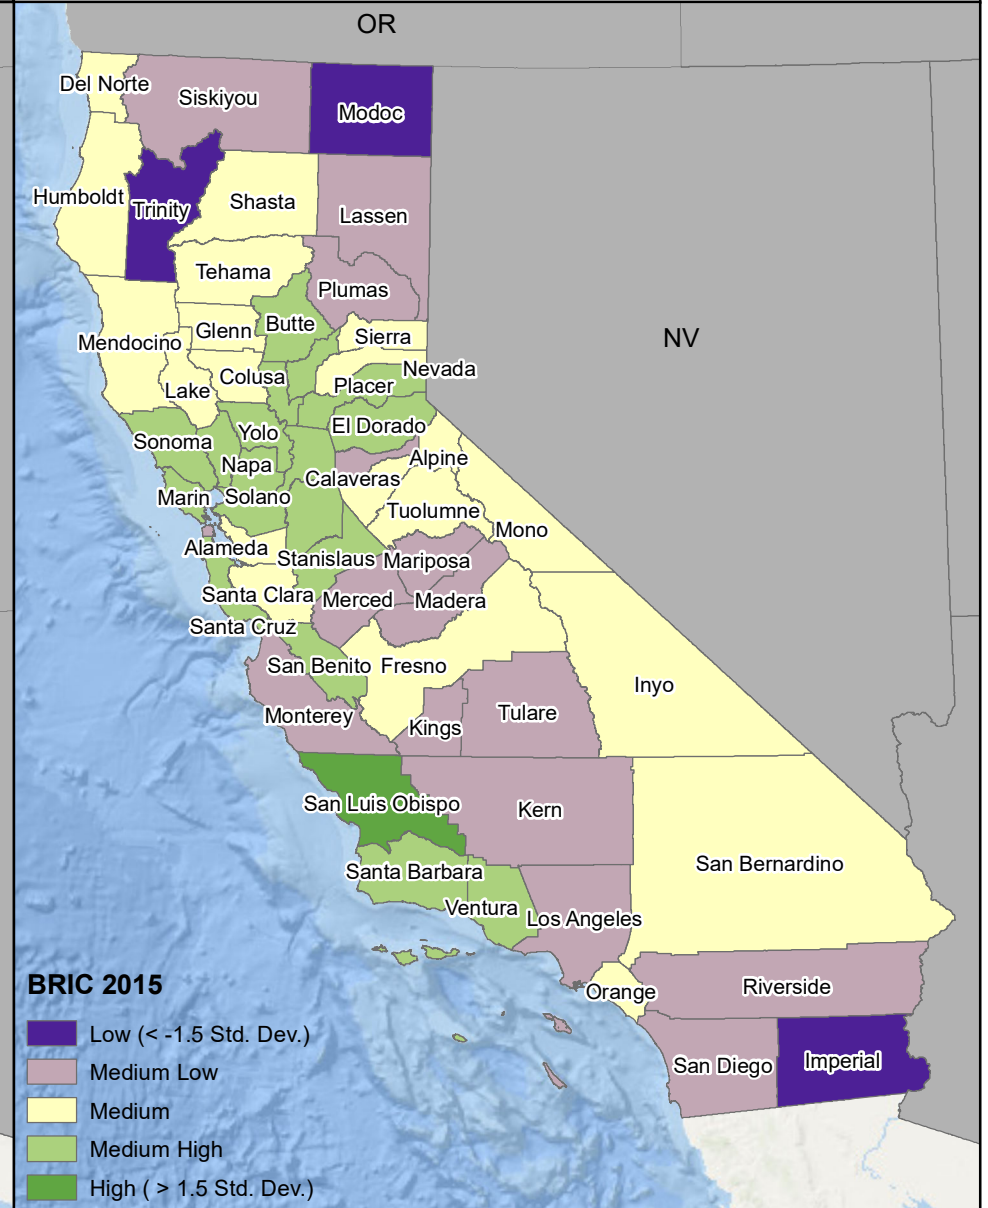 OR
Del Norte
Siskiyou
Modoc
Humboldt
Trinity
Shasta
Lassen
Tehama
Plumas
Mendocino
Glenn
Butte
Sierra
NV
Lake
Colusa
Placer
Nevada
Sonoma
Yolo
El Dorado
Napa
Calaveras
Alpine
Marin
Solano
Tuolumne
Mono
Alameda
Stanislaus
Mariposa
Santa Clara
Merced
Madera
Santa Cruz
San Benito
Fresno
Inyo
Monterey
Kings
Tulare
San Luis Obispo
Kern
Santa Barbara
San Bernardino
Ventura
Los Angeles
Orange
Riverside
San Diego
Imperial
BRIC 2015
Low (< -1.5 Std. Dev.)
Medium Low
Medium
Medium High
High ( > 1.5 Std. Dev.)